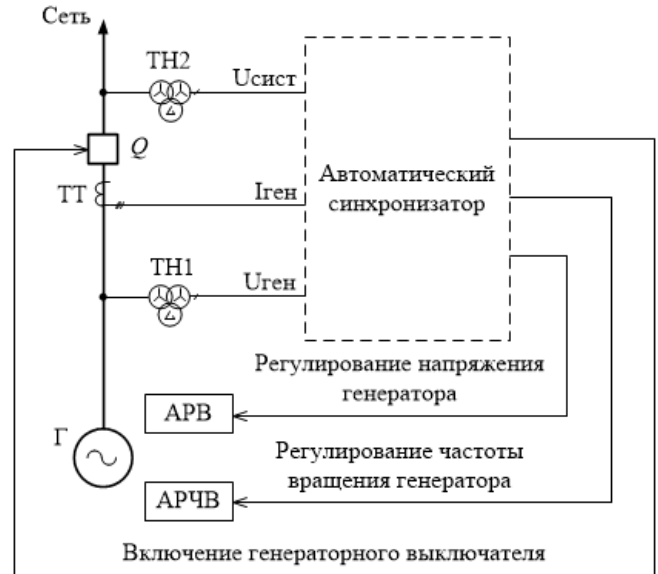 Сеть
ТН2
Uсист
Q
ТТ
Iген
Автоматический
синхронизатор
ТН1
Uген
Регулирование напряжения
генератора
АРВ
Г
Регулирование частоты
вращения генератора
АРЧВ
Включение генераторного выключателя